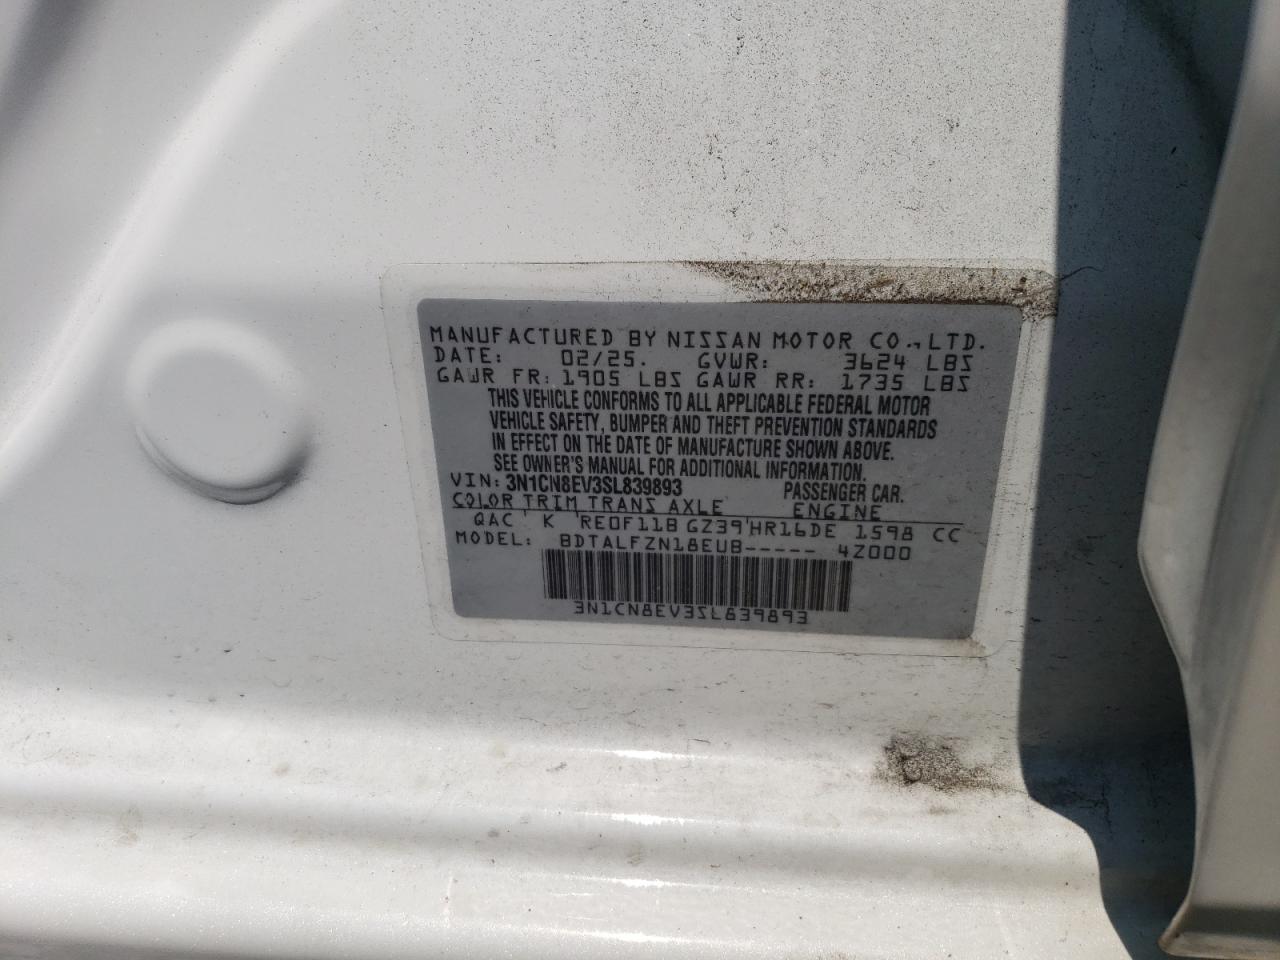 MANUFACTURED BY NISSAN MOTOR CO., LTD.
DATE: 02/25. GVWR: 3624 LBS
GAWR FR: 1905 LBS GAWR RR: 1735 LBS
THIS VEHICLE CONFORMS TO ALL APPLICABLE FEDERAL MOTOR
VEHICLE SAFETY, BUMPER AND THEFT PREVENTION STANDARDS
IN EFFECT ON THE DATE OF MANUFACTURE SHOWN ABOVE.
SEE OWNER'S MANUAL FOR ADDITIONAL INFORMATION.
VIN: 3N1CN8EV3SL839893 PASSENGER CAR.
COLOR TRIM TRANS AXLE ENGINE
QAC' K 'RE0F11B GZ39'HR16DE 1598 CC
MODEL: BDTALFZN18EUB----- 4Z000
3N1CN8EV3SL839893